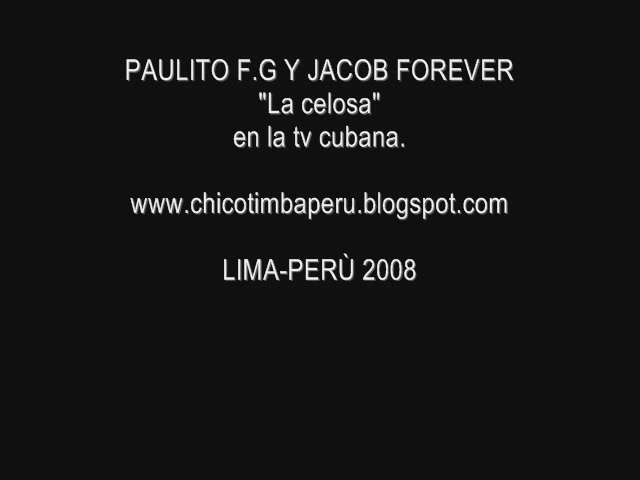 PAULITO F.G Y JACOB FOREVER
"La celosa"
en la tv cubana.
www.chicotimbaperu.blogspot.com
LIMA-PERÙ 2008